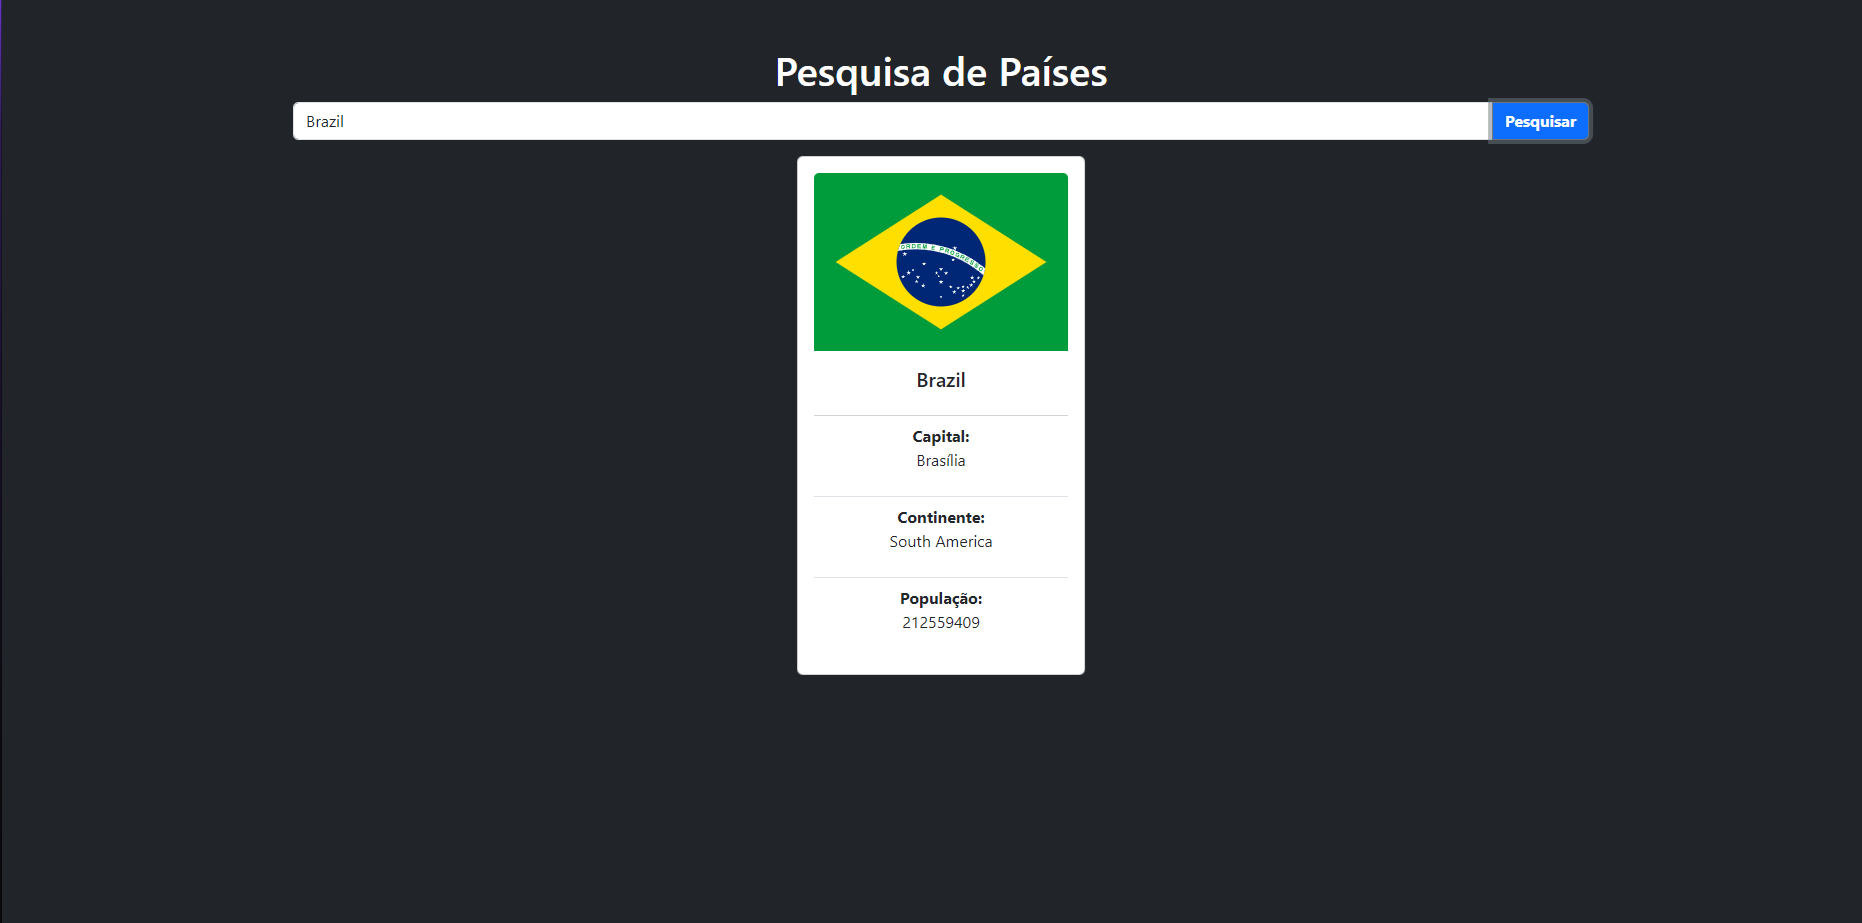 Pesquisa de Países
Brazil
Pesquisar
ORDEM E PROGRESSO
Brazil
Capital:
Brasília
Continente:
South America
População:
212559409